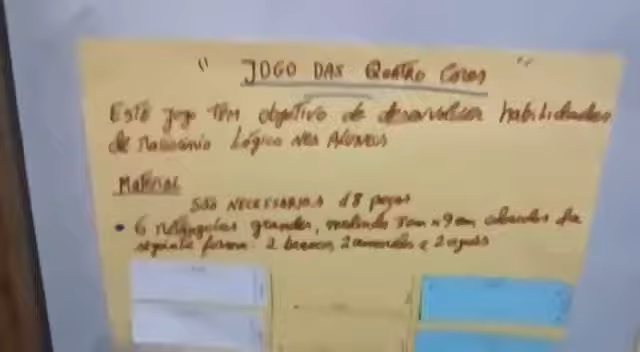 " JOGO DAS QUATRO CORES "
Este jogo tem objetivo de desenvolver habilidades
de raciocínio Lógico nos Alunos
Material
São NECESSÁRIAS 18 peças
• 6 retângulos grandes, medindo 3cm x 9cm, coloridos da
seguinte forma: 2 brancos, 2 amarelos e 2 azuis